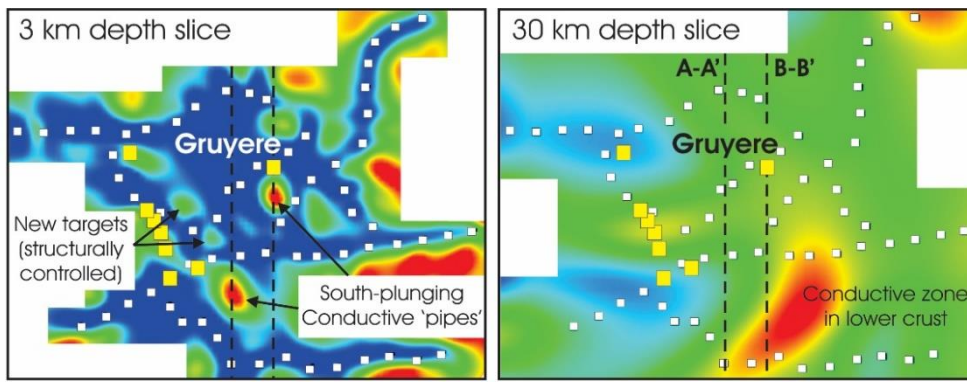 3 km depth slice
Gruyere
New targets
(structurally
controlled)
South-plunging
Conductive ‘pipes’
30 km depth slice
A-A’
B-B’
Gruyere
Conductive zone
in lower crust